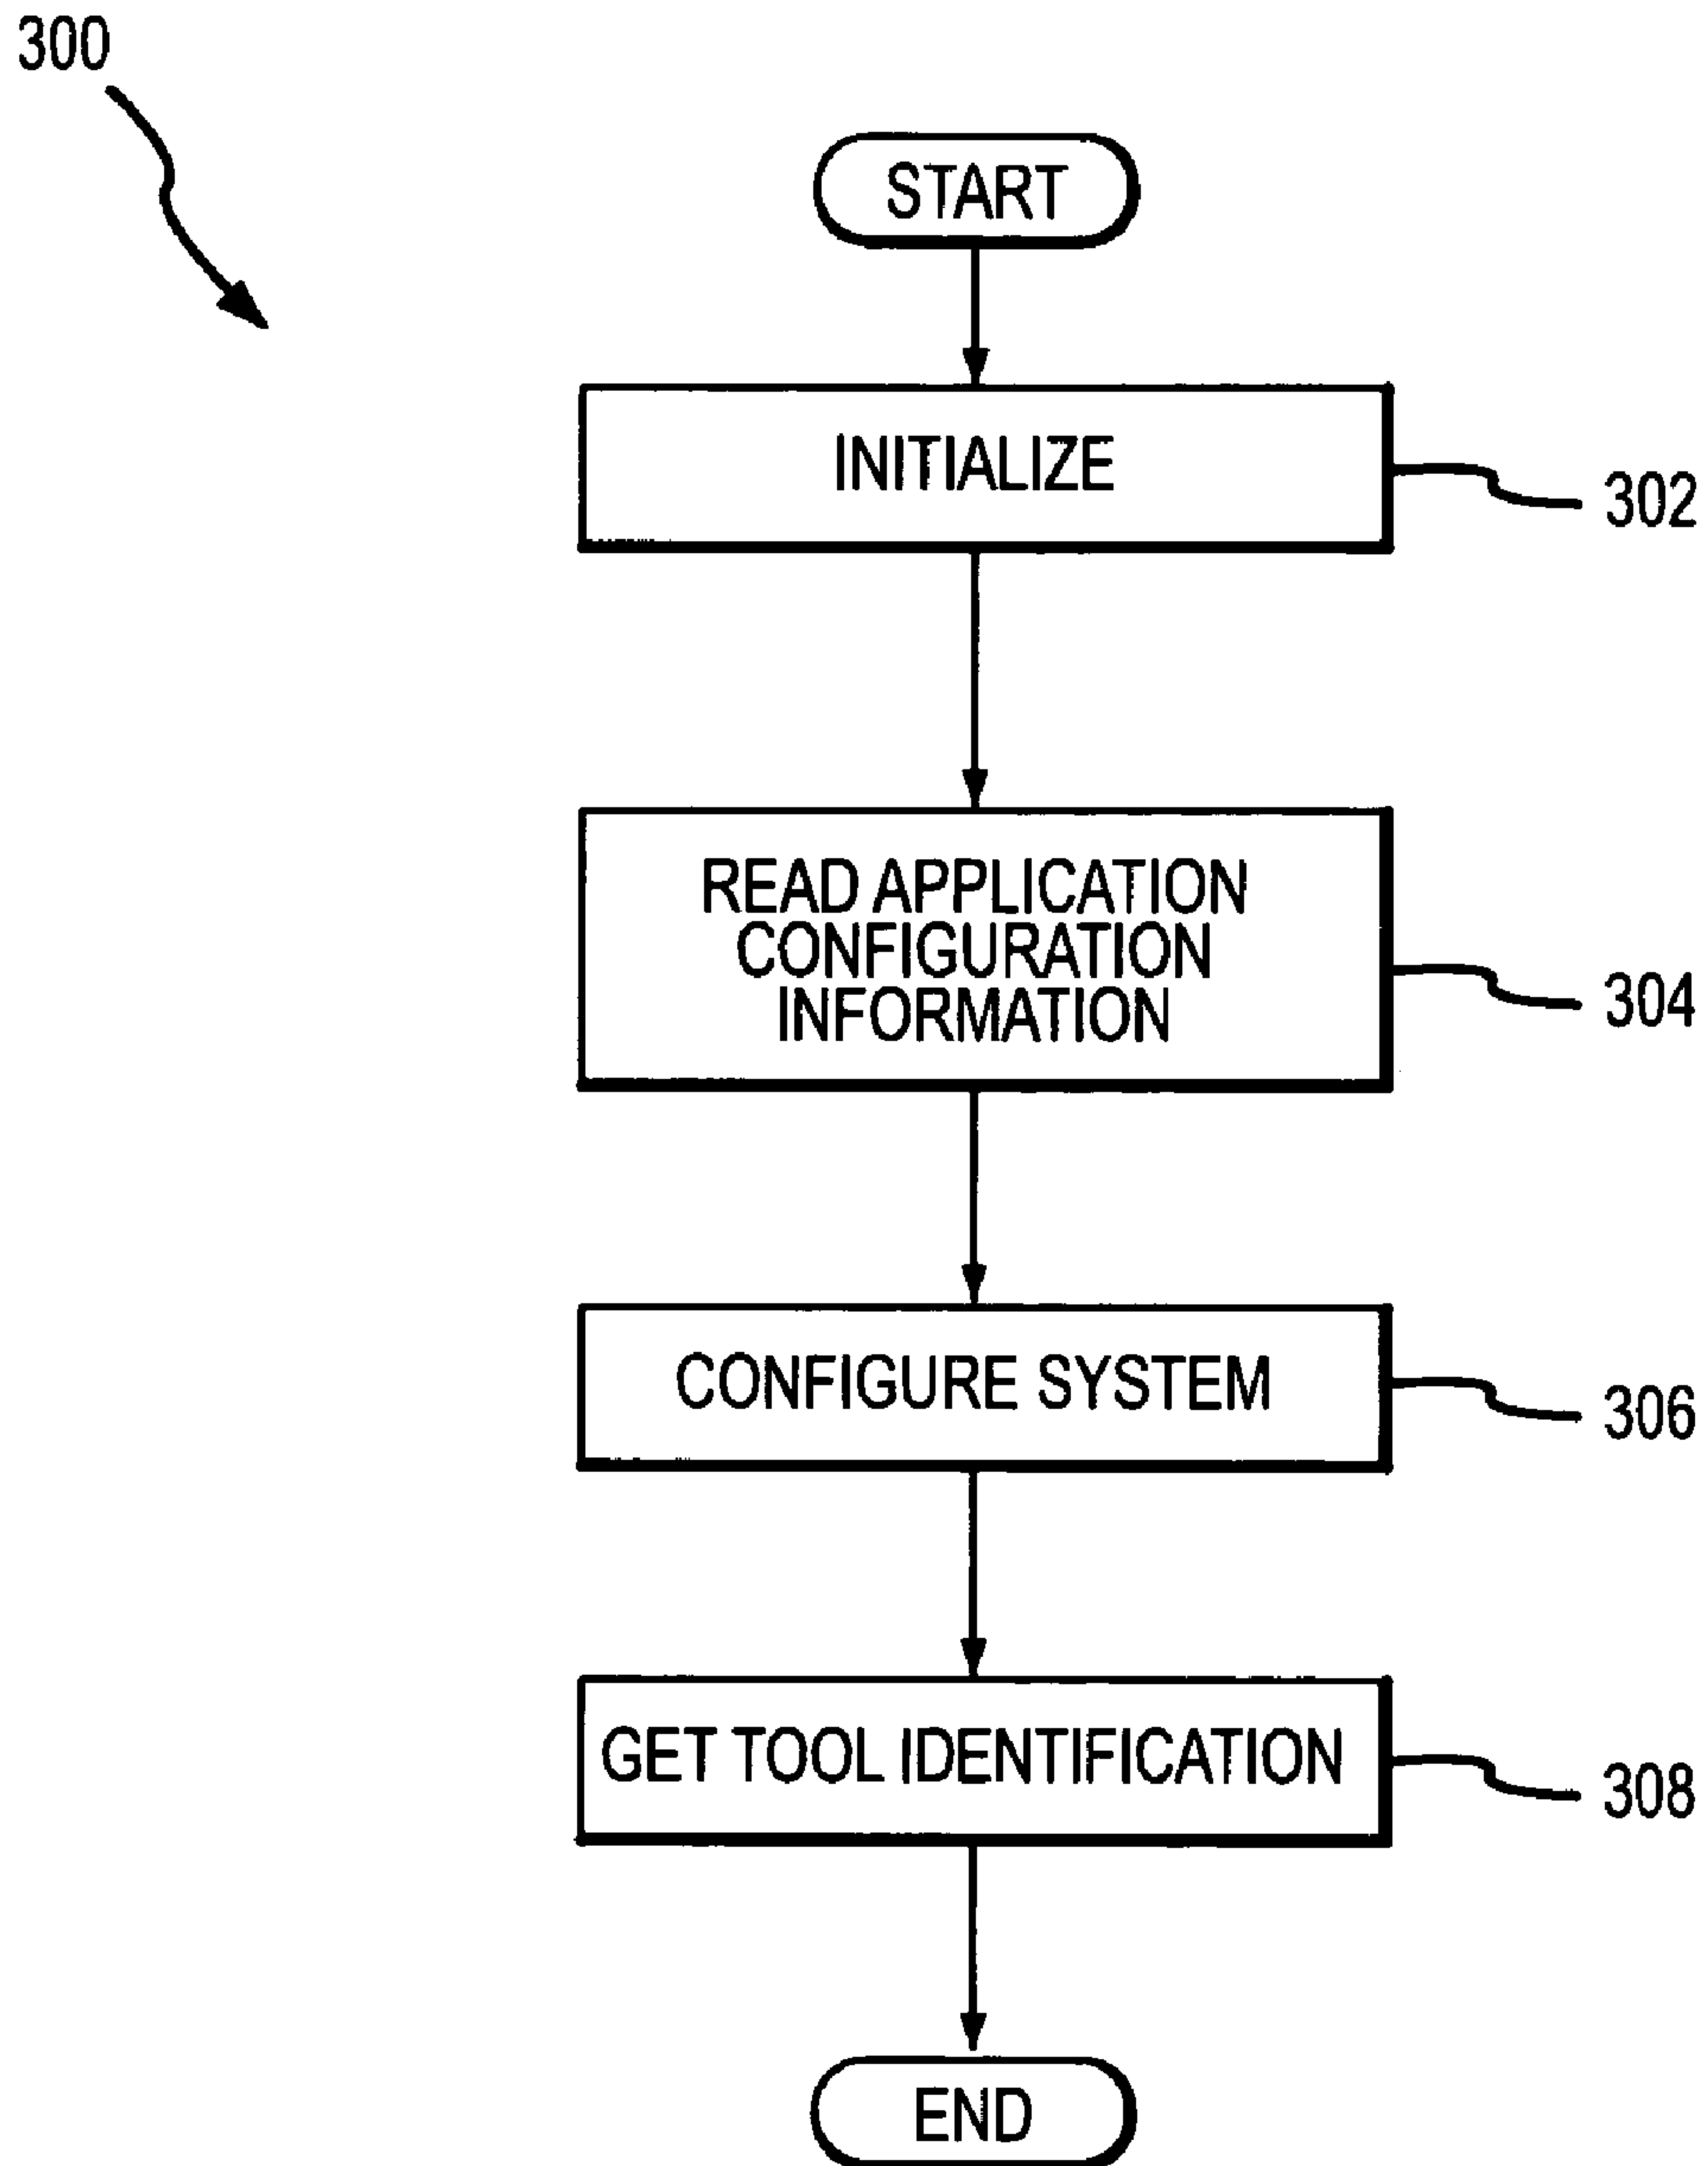 300
START
INITIALIZE
302
READ APPLICATION
CONFIGURATION
INFORMATION
304
CONFIGURE SYSTEM
306
GET TOOL IDENTIFICATION
308
END